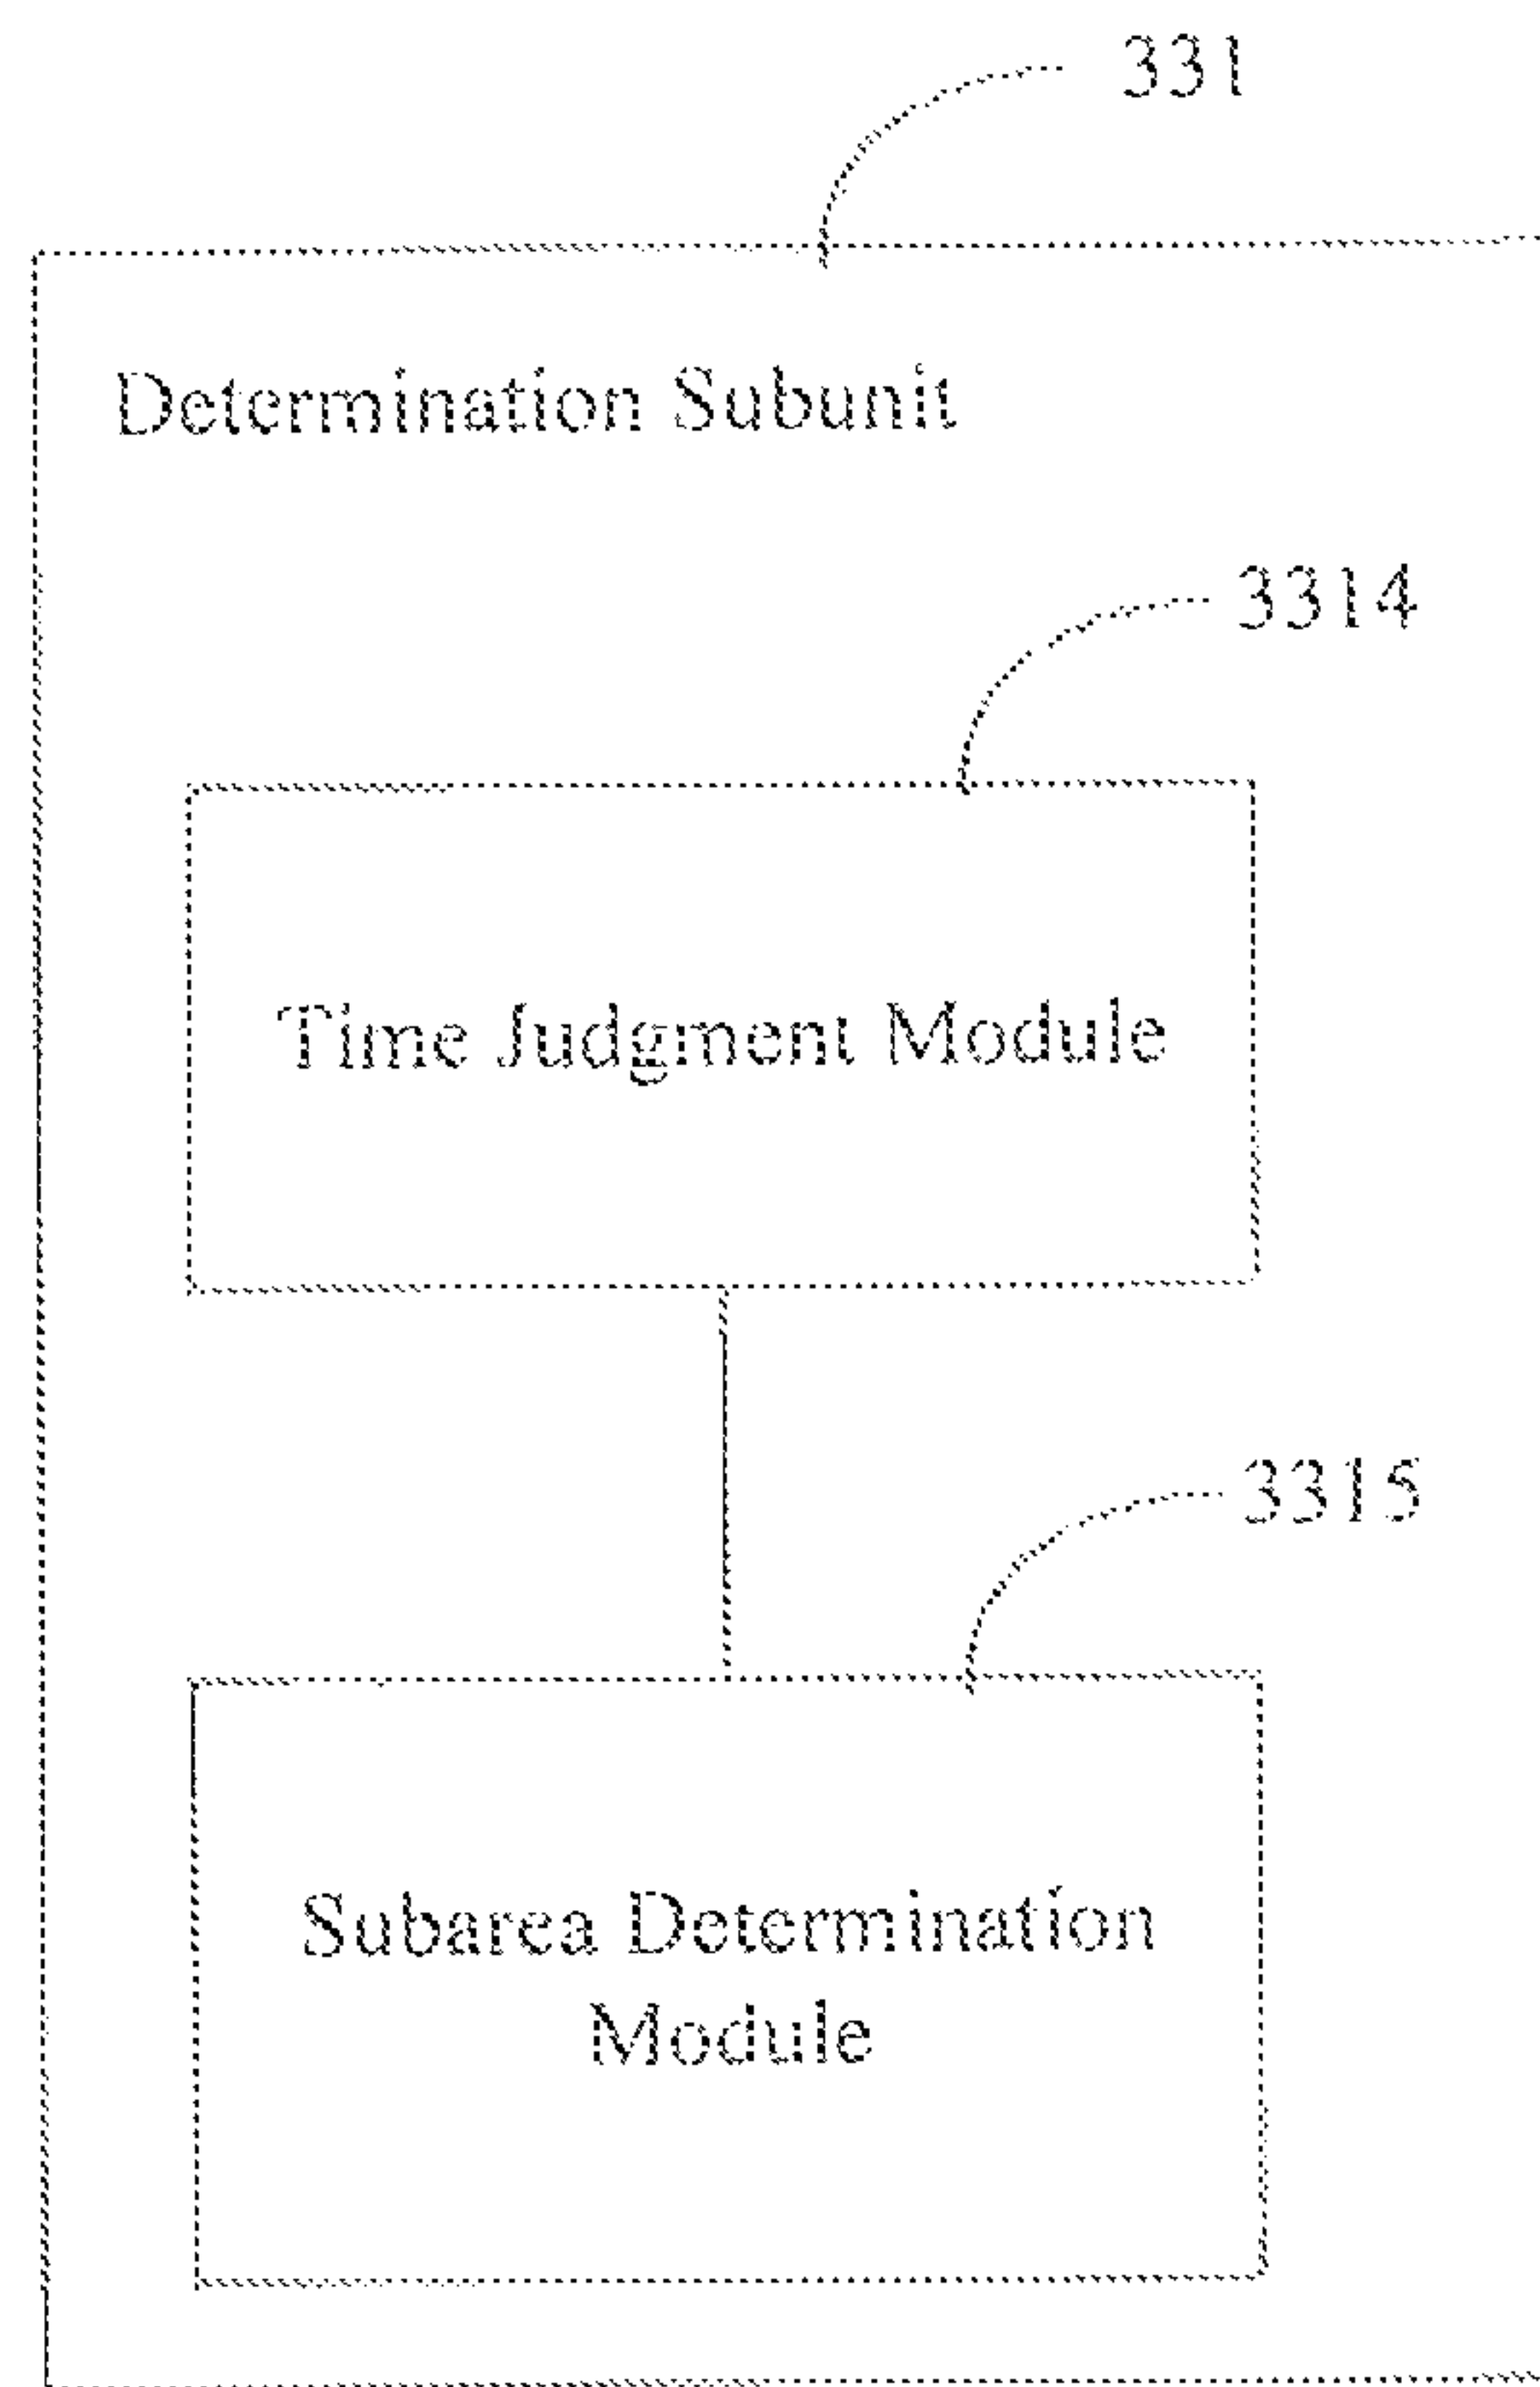 331
Determination Subunit
3314
Time Judgment Module
3315
Subarea Determination
Module